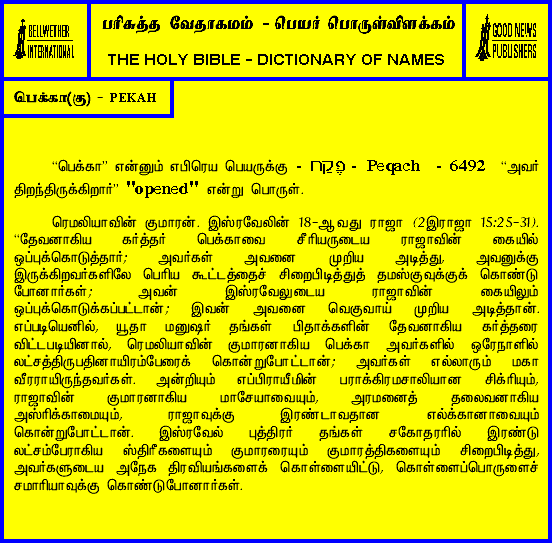 BELLWETHER INTERNATIONAL
பரிசுத்த வேதாகமம் - பெயர் பொருள்விளக்கம்
THE HOLY BIBLE - DICTIONARY OF NAMES
GOOD NEWS PUBLISHERS
பெக்கா(கு) - PEKAH
“பெக்கா” என்னும் எபிரெய பெயருக்கு - פֶּקַח - Peqach - 6492 “அவர்
திறந்திருக்கிறார்” "opened" என்று பொருள்.
ரெமலியாவின் குமாரன். இஸ்ரவேலின் 18-ஆவது ராஜா (2இராஜா 15:25-31).
“தேவனாகிய கர்த்தர் பெக்காவை சீரியருடைய ராஜாவின் கையில்
ஒப்புக்கொடுத்தார்; அவர்கள் அவனை முறிய அடித்து, அவனுக்கு
இருக்கிறவர்களிலே பெரிய கூட்டத்தைச் சிறைபிடித்துத் தமஸ்குவுக்குக் கொண்டு
போனார்கள்; அவன் இஸ்ரவேலுடைய ராஜாவின் கையிலும்
ஒப்புக்கொடுக்கப்பட்டான்; இவன் அவனை வெகுவாய் முறிய அடித்தான்.
எப்படியெனில், யூதா மனுஷர் தங்கள் பிதாக்களின் தேவனாகிய கர்த்தரை
விட்டபடியினால், ரெமலியாவின் குமாரனாகிய பெக்கா அவர்களில் ஒரேநாளில்
லட்சத்திருபதினாயிரம்பேரைக் கொன்றுபோட்டான்; அவர்கள் எல்லாரும் மகா
வீரராயிருந்தவர்கள். அன்றியும் எப்பிராயீமின் பராக்கிரமசாலியான சிக்ரியும்,
ராஜாவின் குமாரனாகிய மாசேயாவையும், அரமனைத் தலைவனாகிய
அஸ்ரிக்காமையும், ராஜாவுக்கு இரண்டாவதான எல்க்கானாவையும்
கொன்றுபோட்டான். இஸ்ரவேல் புத்திரர் தங்கள் சகோதரரில் இரண்டு
லட்சம்பேராகிய ஸ்திரீகளையும் குமாரரையும் குமாரத்திகளையும் சிறைபிடித்து,
அவர்களுடைய அநேக திரவியங்களைக் கொள்ளையிட்டு, கொள்ளைப்பொருளைச்
சமாரியாவுக்கு கொண்டுபோனார்கள்.